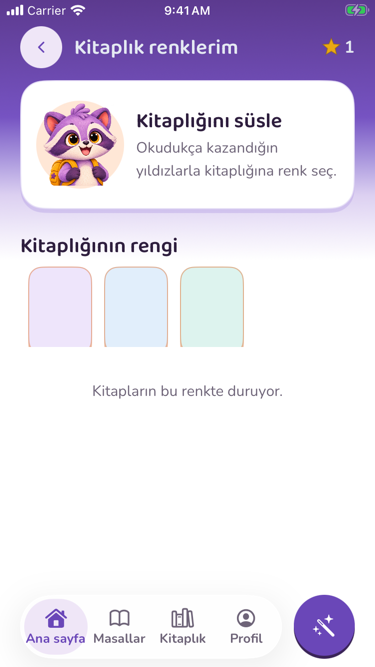 Carrier
9:41 AM
Kitaplık renklerim
1
Kitaplığını süsle
Okudukça kazandığın
yıldızlarla kitaplığına renk seç.
Kitaplığının rengi
Kitapların bu renkte duruyor.
Ana sayfa
Masallar
Kitaplık
Profil